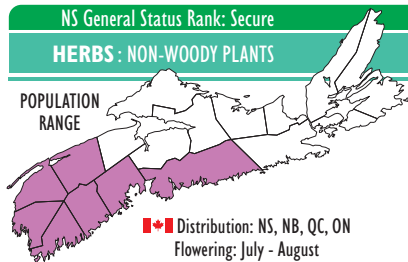 NS General Status Rank: Secure
HERBS : NON-WOODY PLANTS
POPULATION
RANGE
Distribution: NS, NB, QC, ON
Flowering: July - August